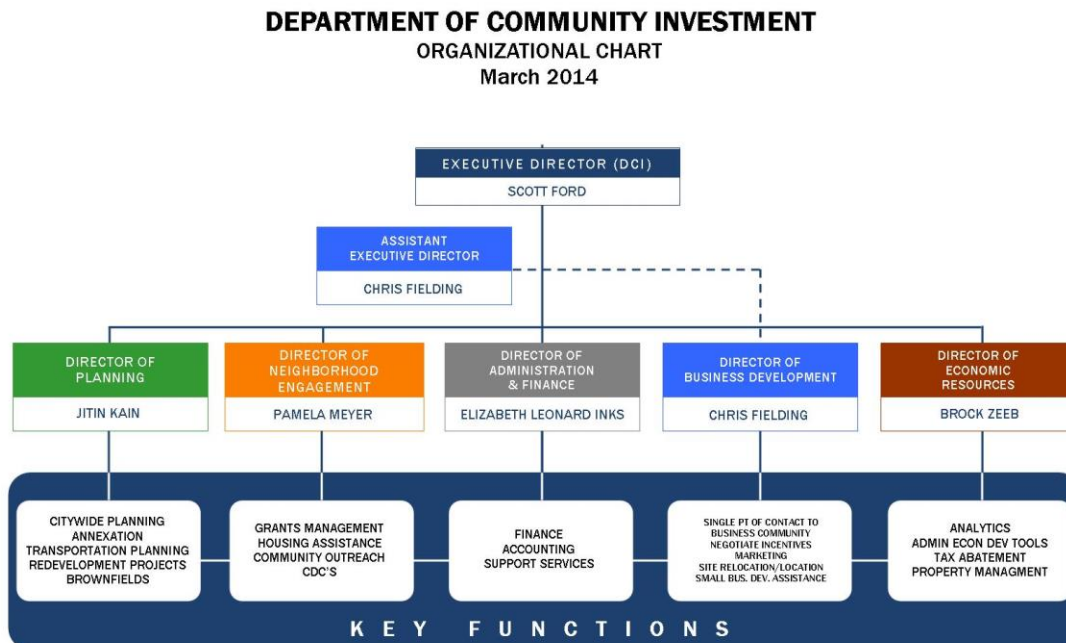 DEPARTMENT OF COMMUNITY INVESTMENT
ORGANIZATIONAL CHART
March 2014
EXECUTIVE DIRECTOR (DCI)
SCOTT FORD
ASSISTANT
EXECUTIVE DIRECTOR
CHRIS FIELDING
DIRECTOR OF
PLANNING
JITIN KAIN
DIRECTOR OF
NEIGHBORHOOD
ENGAGEMENT
PAMELA MEYER
DIRECTOR OF
ADMINISTRATION
& FINANCE
ELIZABETH LEONARD INKS
DIRECTOR OF
BUSINESS DEVELOPMENT
CHRIS FIELDING
DIRECTOR OF
ECONOMIC
RESOURCES
BROCK ZEEB
CITYWIDE PLANNING
ANNEXATION
TRANSPORTATION PLANNING
REDEVELOPMENT PROJECTS
BROWNFIELDS
GRANTS MANAGEMENT
HOUSING ASSISTANCE
COMMUNITY OUTREACH
CDC'S
FINANCE
ACCOUNTING
SUPPORT SERVICES
SINGLE PT OF CONTACT TO
BUSINESS COMMUNITY
NEGOTIATE INCENTIVES
MARKETING
SITE RELOCATION/LOCATION
SMALL BUS. DEV. ASSISTANCE
ANALYTICS
ADMIN ECON DEV TOOLS
TAX ABATEMENT
PROPERTY MANAGMENT
KEY FUNCTIONS